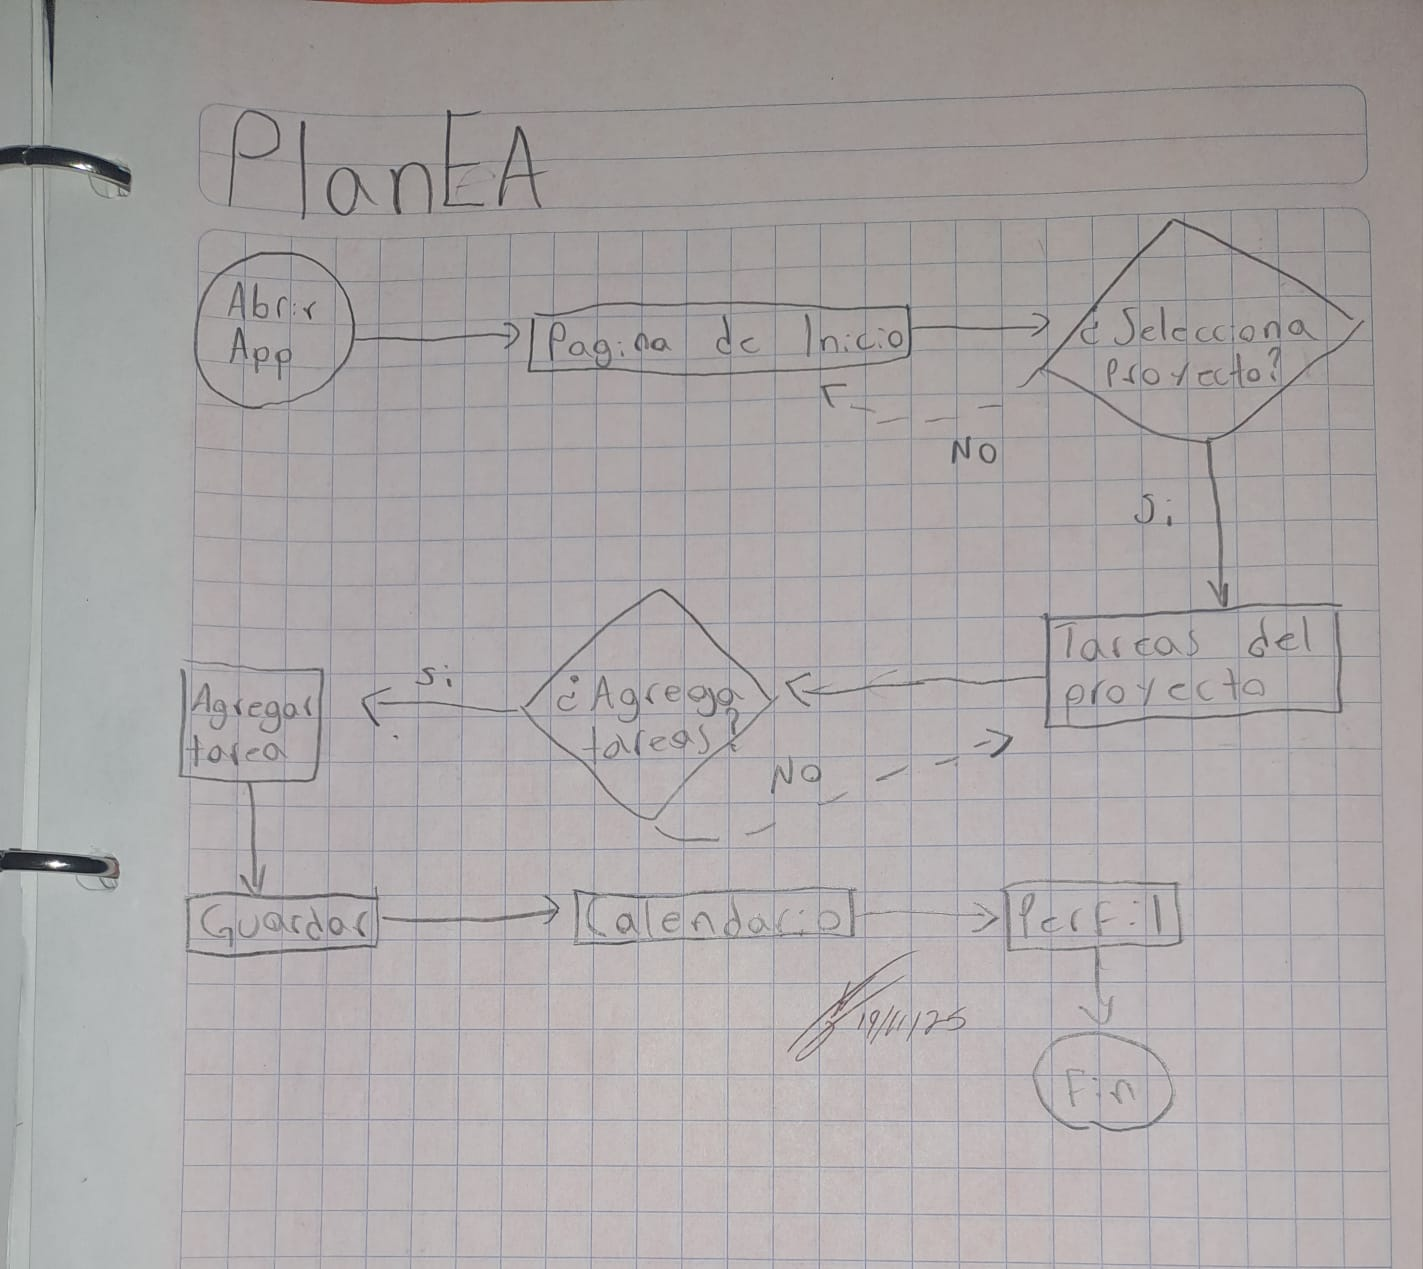 PlanEA
Abrir
App
Pagina de Inicio
¿Selecciona
Proyecto?
NO
Si
Tareas del
proyecto
¿Agrega
tareas?
Si
NO
Agregar
tarea
Guardar
Calendario
Perfil
19/11/25
Fin